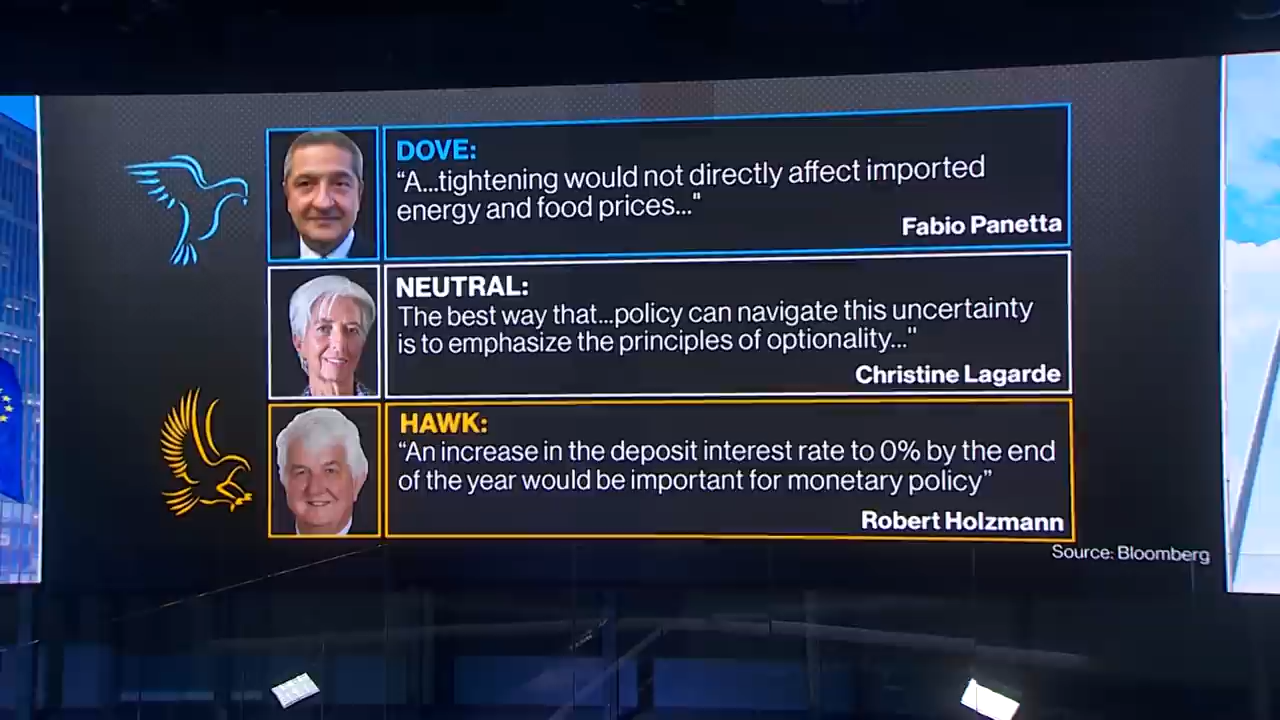 DOVE:
“A...tightening would not directly affect imported
energy and food prices..."
Fabio Panetta
NEUTRAL:
The best way that...policy can navigate this uncertainty
is to emphasize the principles of optionality..."
Christine Lagarde
HAWK:
“An increase in the deposit interest rate to 0% by the end
of the year would be important for monetary policy”
Robert Holzmann
Source: Bloomberg